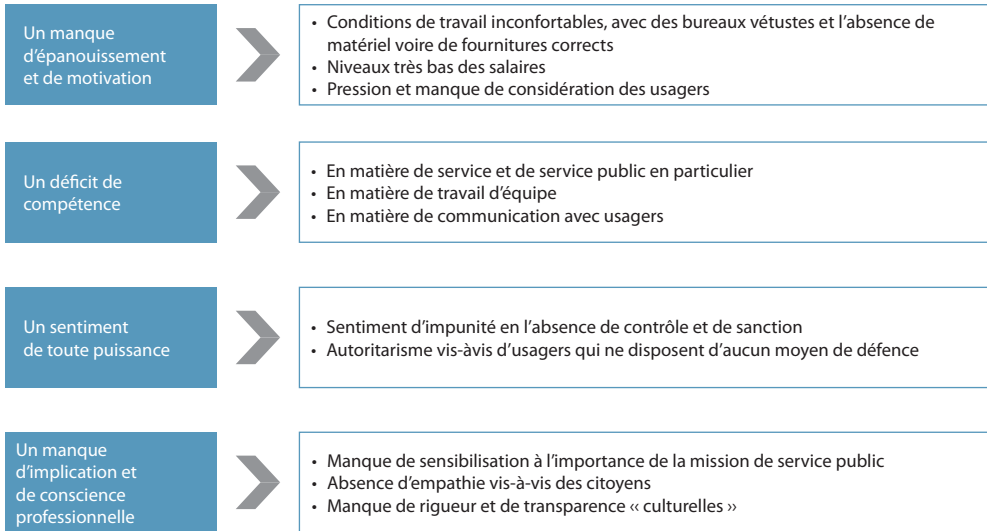 Un manque
d'épanouissement
et de motivation
• Conditions de travail inconfortables, avec des bureaux vétustes et l'absence de
matériel voire de fournitures corrects
• Niveaux très bas des salaires
• Pression et manque de considération des usagers
Un déficit de
compétence
• En matière de service et de service public en particulier
• En matière de travail d'équipe
• En matière de communication avec usagers
Un sentiment
de toute puissance
• Sentiment d'impunité en l'absence de contrôle et de sanction
• Autoritarisme vis-àvis d'usagers qui ne disposent d'aucun moyen de défence
Un manque
d'implication et
de conscience
professionnelle
• Manque de sensibilisation à l'importance de la mission de service public
• Absence d'empathie vis-à-vis des citoyens
• Manque de rigueur et de transparence ‹‹ culturelles ››